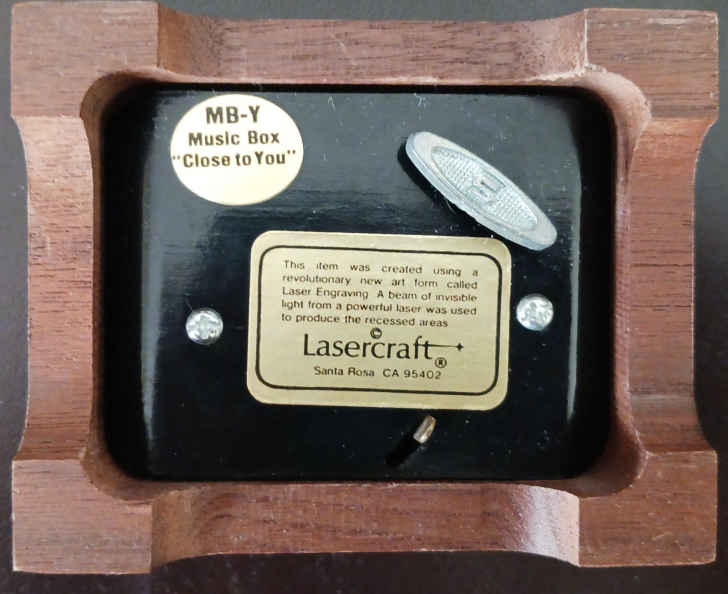 MB-Y
Music Box
"Close to You"
This item was created using a
revolutionary new art form called
Laser Engraving. A beam of invisible
light from a powerful laser was used
to produce the recessed areas
©
Lasercraft ®
Santa Rosa CA 95402